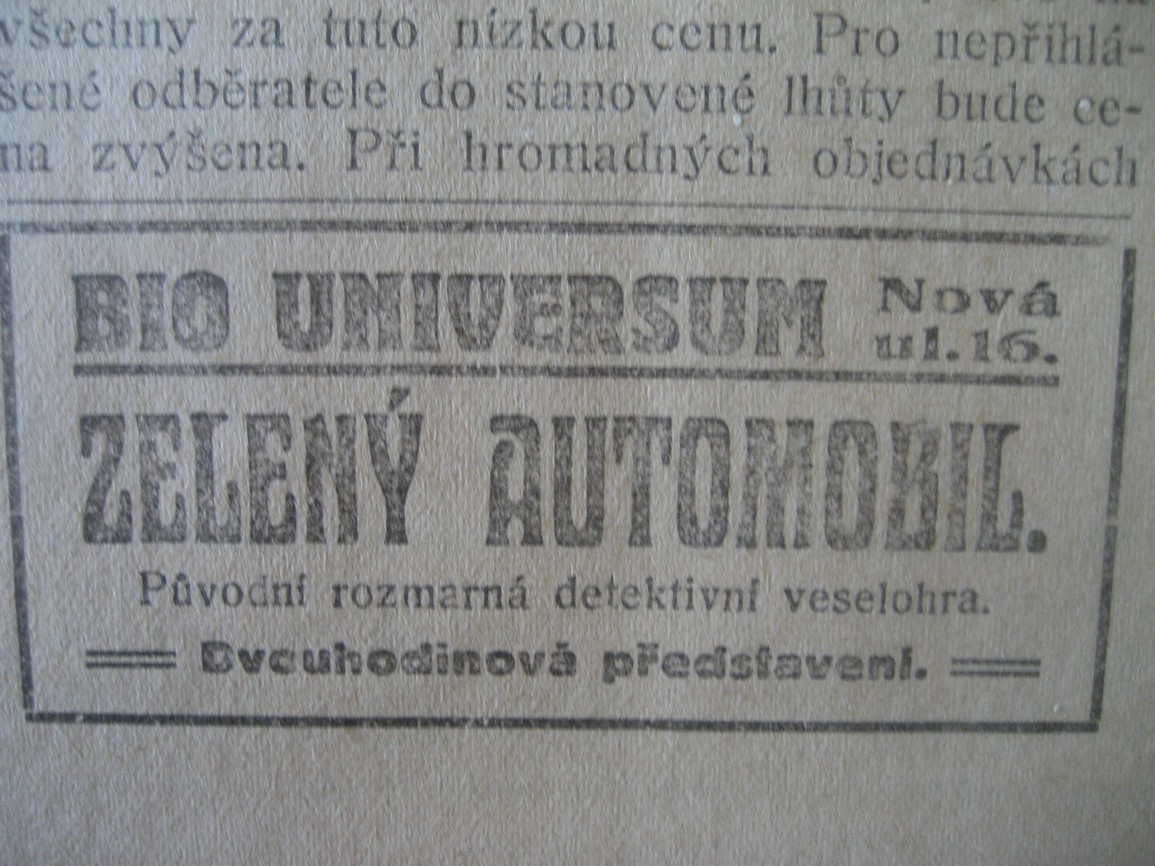 všechny za tuto nízkou cenu. Pro nepřihlá-
šené odběratele do stanovené lhůty bude ce-
na zvýšena. Při hromadných objednávkách
BIO UNIVERSUM Nová
ul. 16.
ZELENÝ AUTOMOBIL.
Původní rozmarná detektivní veselohra.
Dvouhodinová představení.